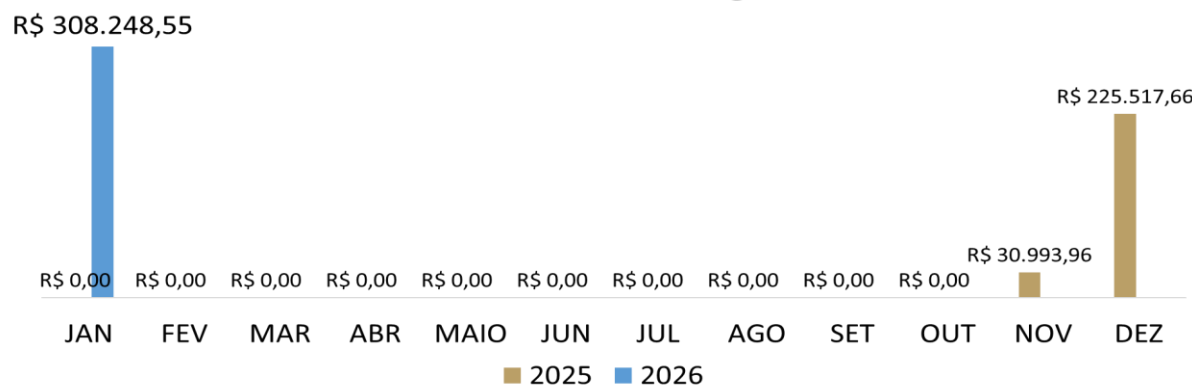 R$ 308.248,55
R$ 225.517,66
R$ 30.993,96
R$ 0,00 R$ 0,00 R$ 0,00 R$ 0,00 R$ 0,00 R$ 0,00 R$ 0,00 R$ 0,00 R$ 0,00 R$ 0,00
JAN FEV MAR ABR MAIO JUN JUL AGO SET OUT NOV DEZ
2025 2026